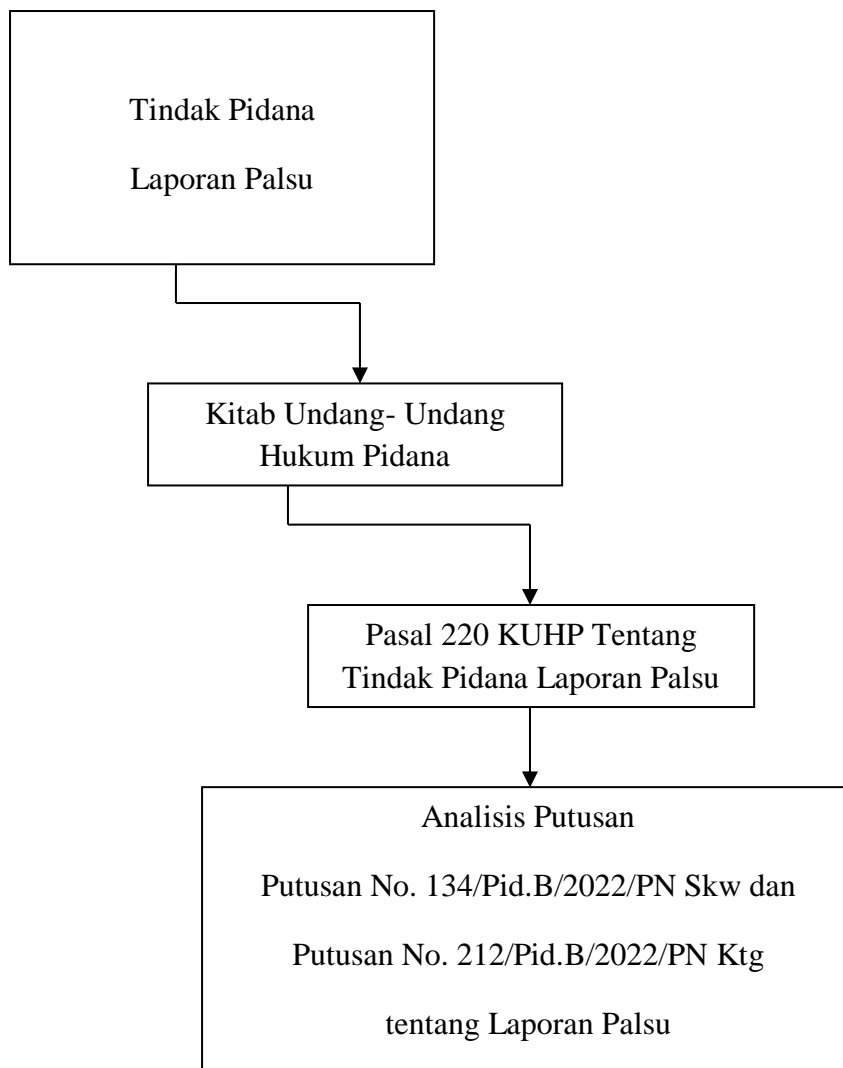 Tindak Pidana
Laporan Palsu
Kitab Undang- Undang
Hukum Pidana
Pasal 220 KUHP Tentang
Tindak Pidana Laporan Palsu
Analisis Putusan
Putusan No. 134/Pid.B/2022/PN Skw dan
Putusan No. 212/Pid.B/2022/PN Ktg
tentang Laporan Palsu